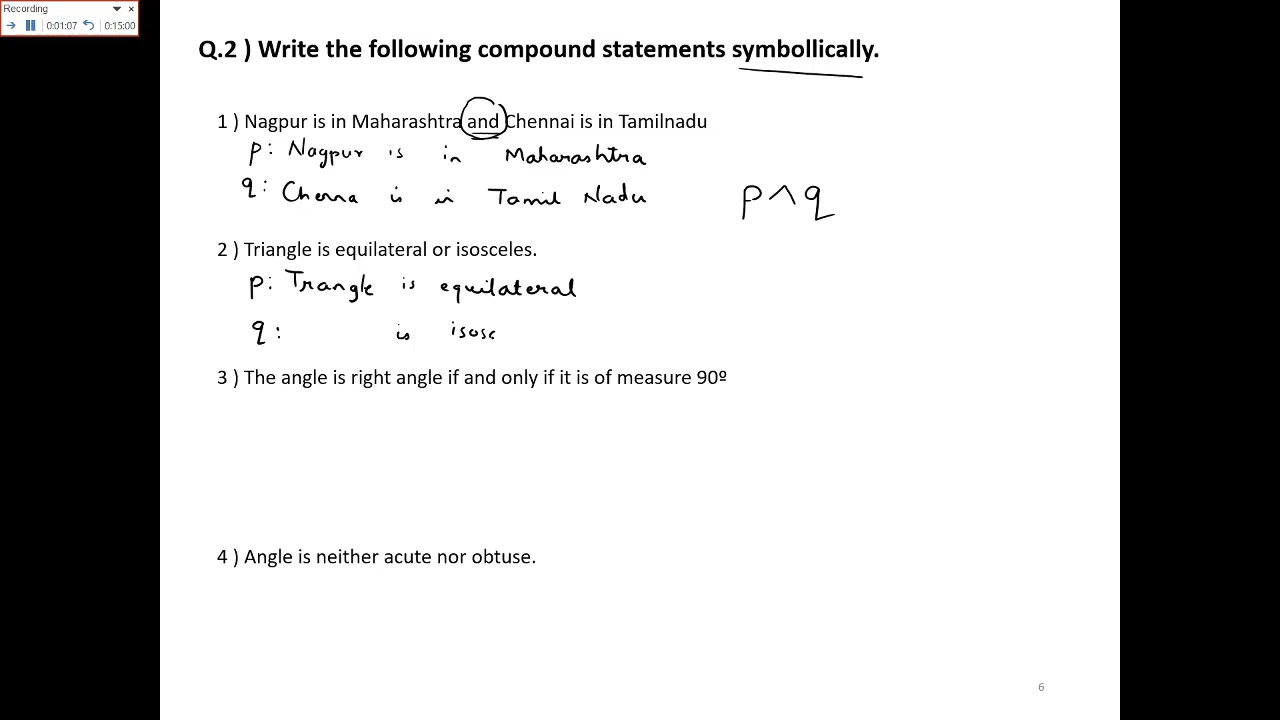 Recording
0:01:07 0:15:00
Q.2 ) Write the following compound statements symbollically.
1 ) Nagpur is in Maharashtra and Chennai is in Tamilnadu
p: Nagpur is in Maharashtra
q: Chenna is in Tamil Nadu p ∧ q
2 ) Triangle is equilateral or isosceles.
p: Trangle is equilateral
q: is isosc
3 ) The angle is right angle if and only if it is of measure 90º
4 ) Angle is neither acute nor obtuse.
6